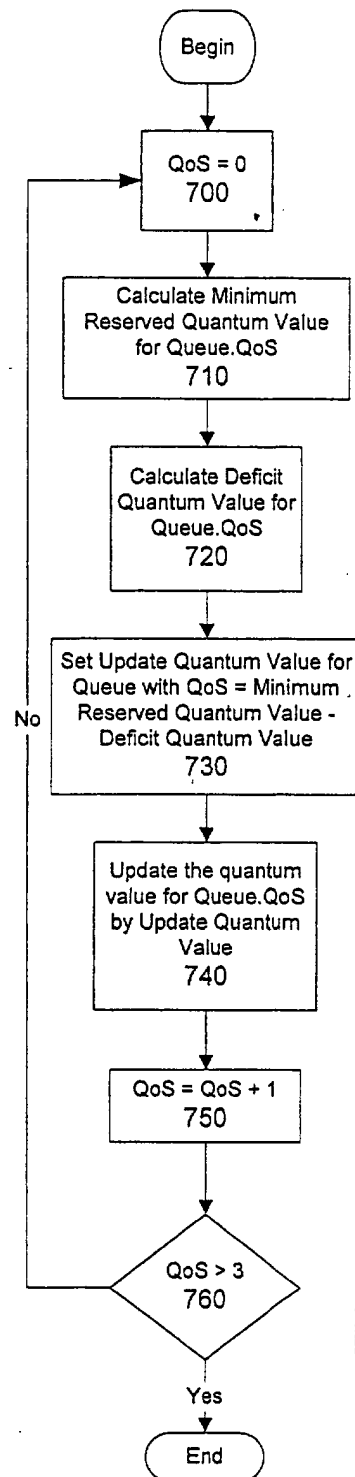 Begin
QoS = 0
700
Calculate Minimum
Reserved Quantum Value
for Queue.QoS
710
Calculate Deficit
Quantum Value for
Queue.QoS
720
Set Update Quantum Value for
Queue with QoS = Minimum
Reserved Quantum Value -
Deficit Quantum Value
730
No
Update the quantum
value for Queue.QoS
by Update Quantum
Value
740
QoS = QoS + 1
750
QoS > 3
760
Yes
End